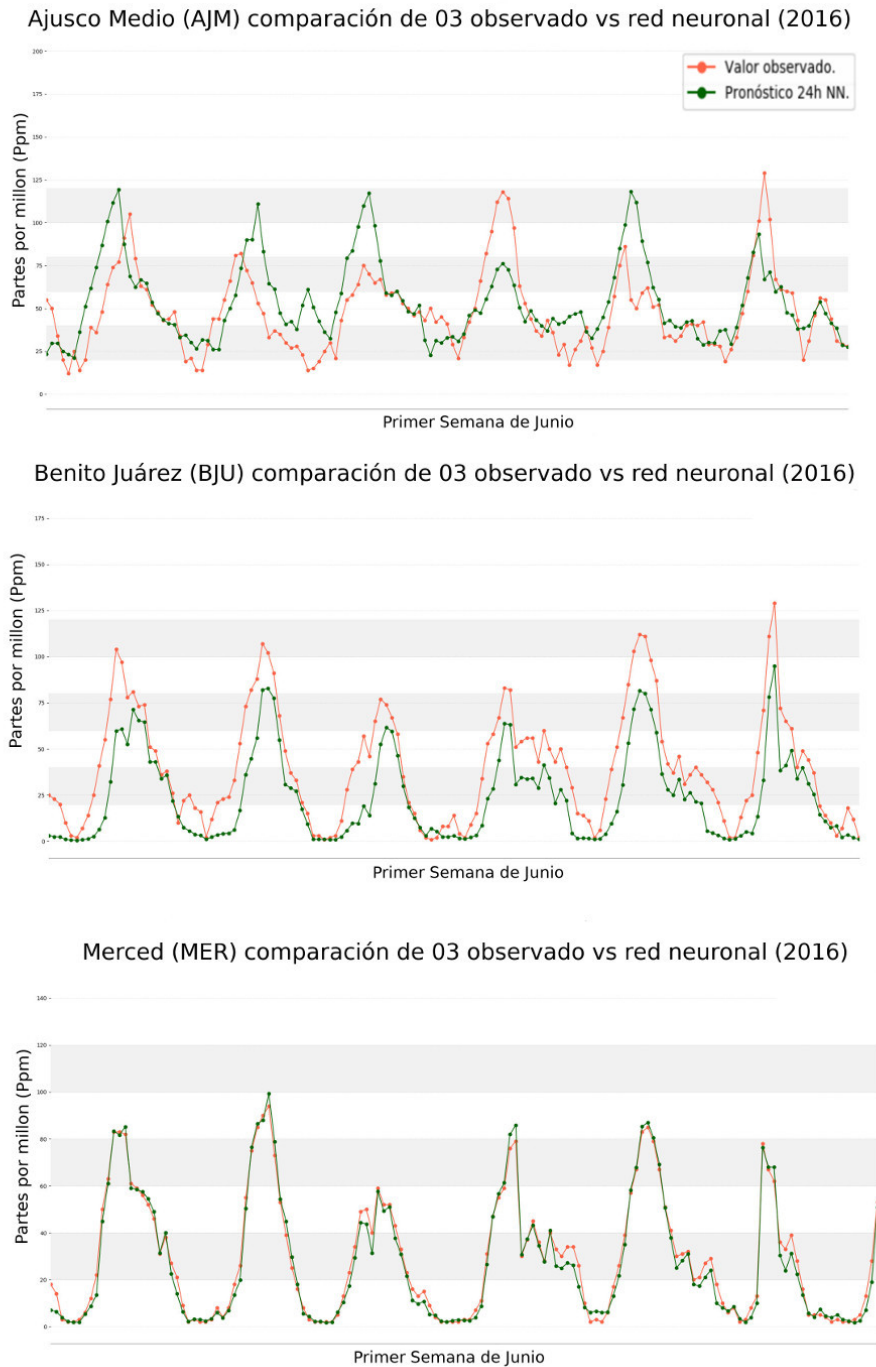 Ajusco Medio (AJM) comparación de 03 observado vs red neuronal (2016)
200
Valor observado.
Pronóstico 24h NN.
175
150
125
100
75
50
25
0
Partes por millon (Ppm)
Primer Semana de Junio
Benito Juárez (BJU) comparación de 03 observado vs red neuronal (2016)
175
150
125
100
75
50
25
0
Partes por millon (Ppm)
Primer Semana de Junio
Merced (MER) comparación de 03 observado vs red neuronal (2016)
140
120
100
80
60
40
20
0
Partes por millon (Ppm)
Primer Semana de Junio